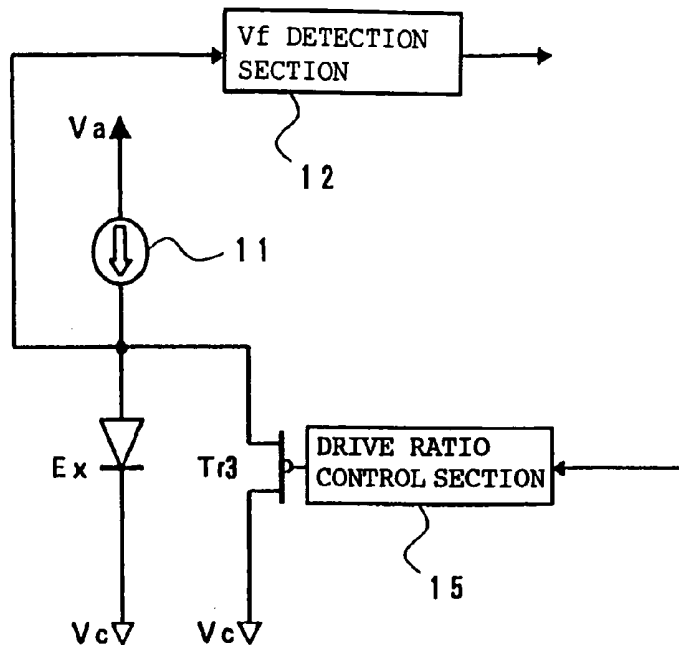 Vf DETECTION
SECTION
12
Va
11
Ex
Tr3
DRIVE RATIO
CONTROL SECTION
15
Vc
Vc